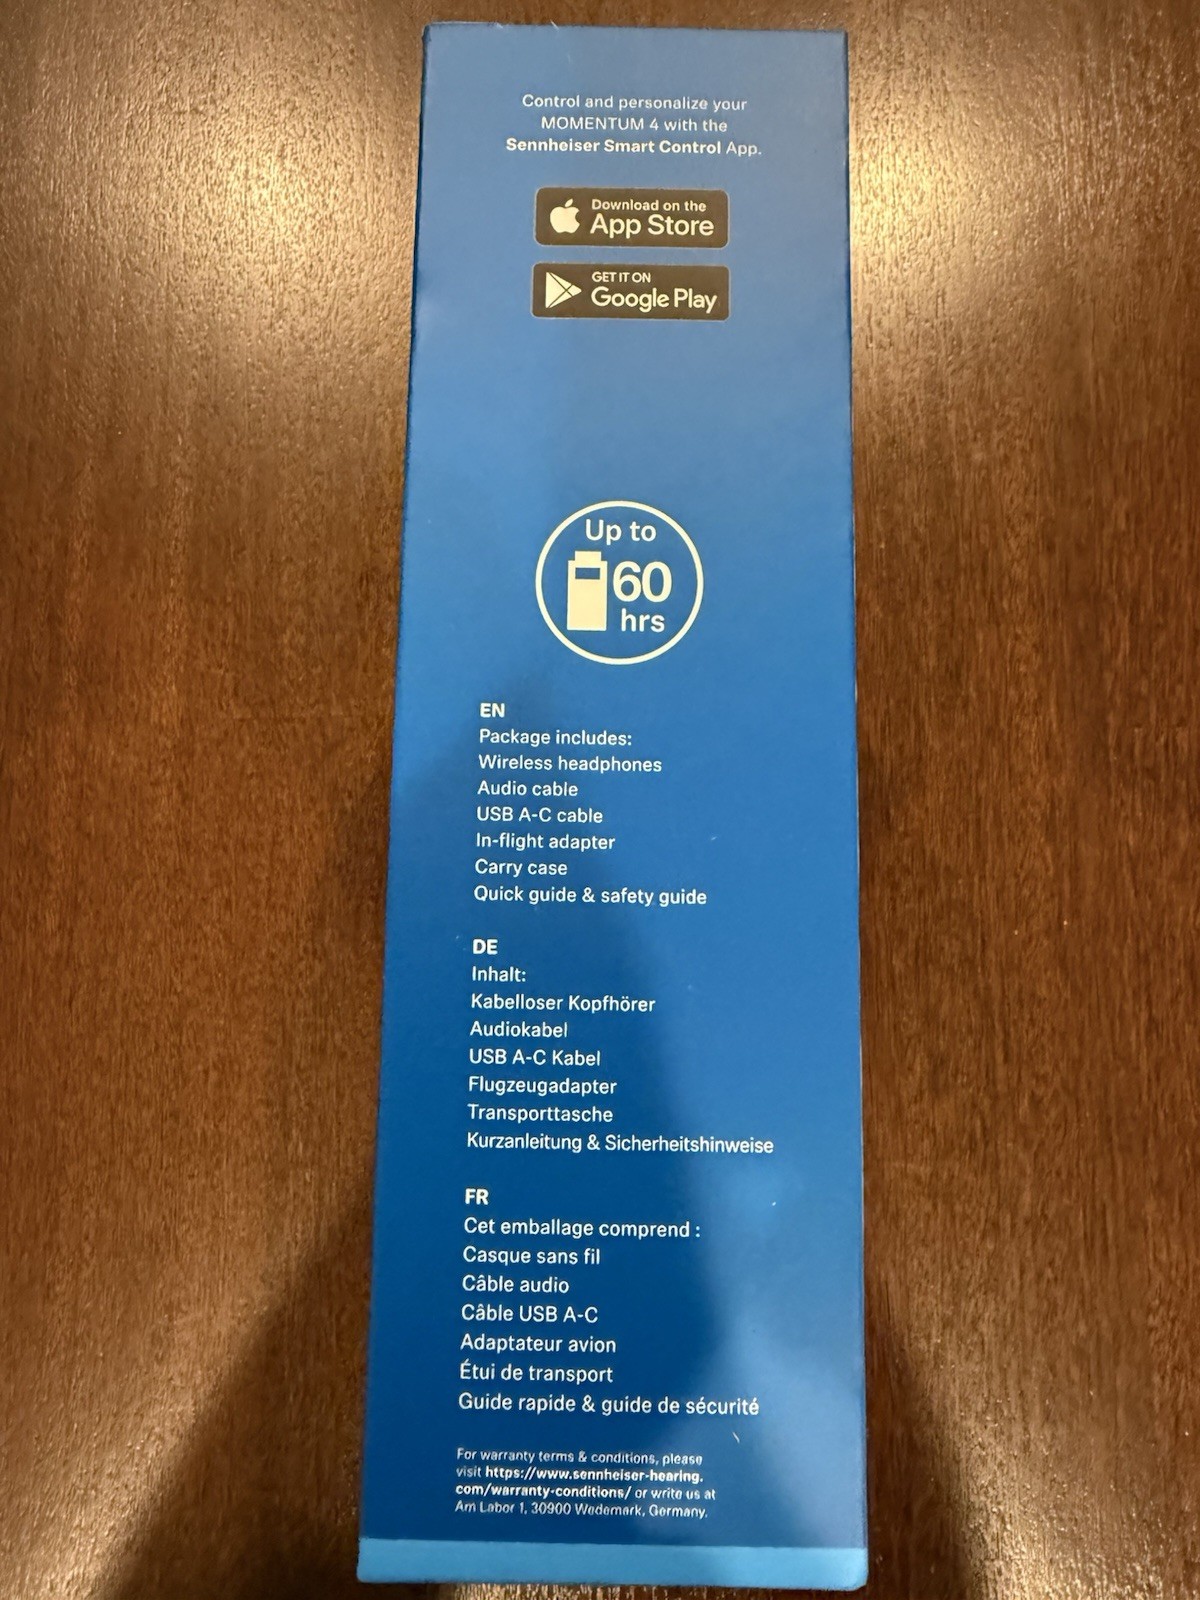 Control and personalize your
MOMENTUM 4 with the
Sennheiser Smart Control App.
Download on the
App Store
GET IT ON
Google Play
Up to
60
hrs
EN
Package includes:
Wireless headphones
Audio cable
USB A-C cable
In-flight adapter
Carry case
Quick guide & safety guide
DE
Inhalt:
Kabelloser Kopfhörer
Audiokabel
USB A-C Kabel
Flugzeugadapter
Transporttasche
Kurzanleitung & Sicherheitshinweise
FR
Cet emballage comprend :
Casque sans fil
Câble audio
Câble USB A-C
Adaptateur avion
Étui de transport
Guide rapide & guide de sécurité
For warranty terms & conditions, please
visit https://www.sennheiser-hearing.
com/warranty-conditions/ or write us at
Am Labor 1, 30900 Wedemark, Germany.